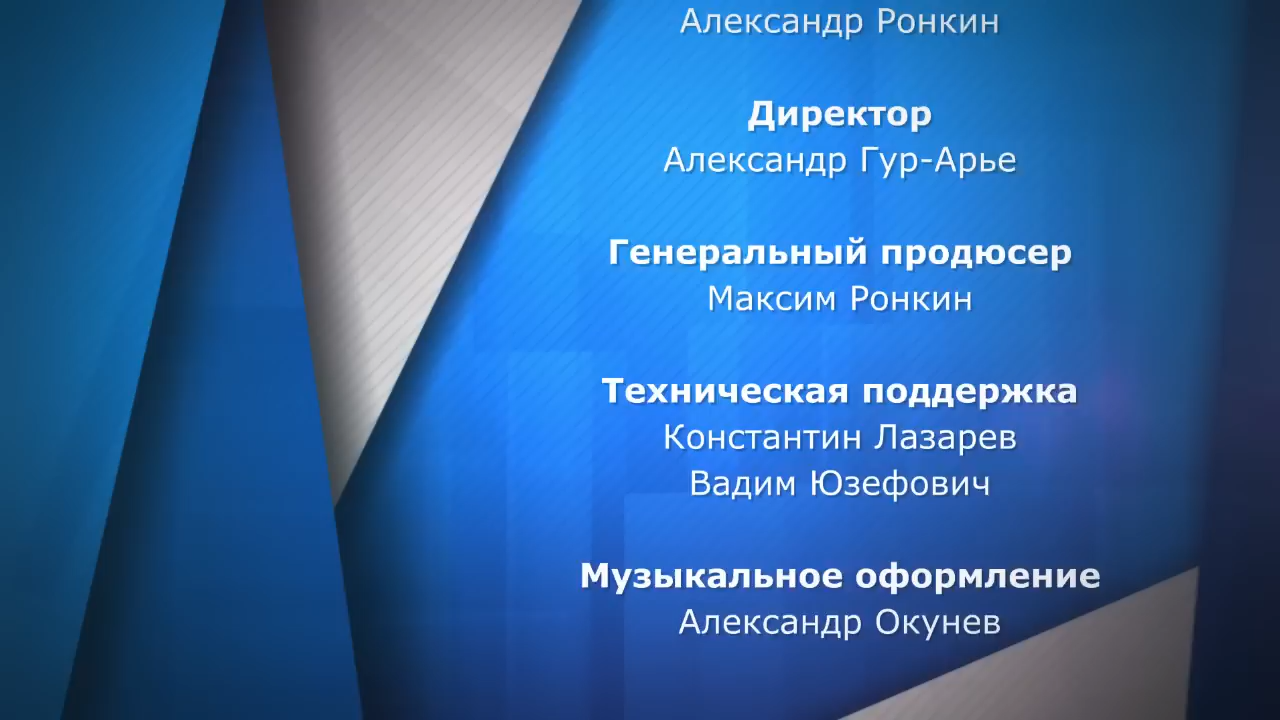 Александр Ронкин
Директор
Александр Гур-Арье
Генеральный продюсер
Максим Ронкин
Техническая поддержка
Константин Лазарев
Вадим Юзефович
Музыкальное оформление
Александр Окунев